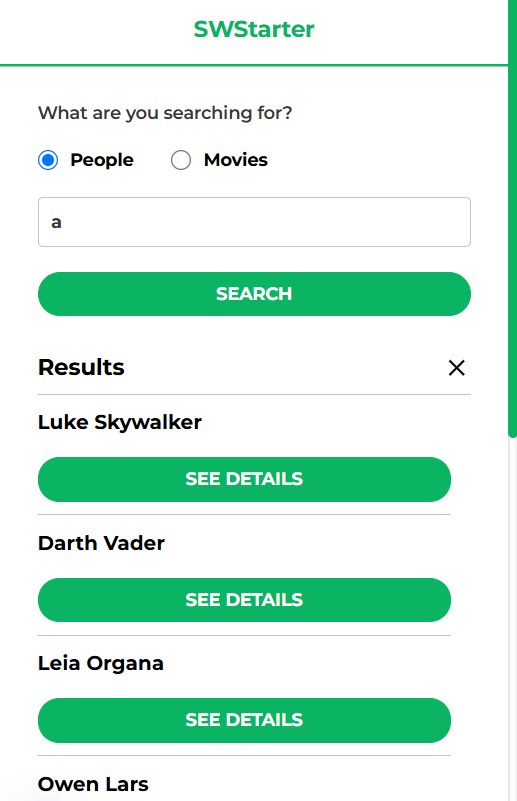 SWStarter
What are you searching for?
People Movies
a
SEARCH
Results
Luke Skywalker
SEE DETAILS
Darth Vader
SEE DETAILS
Leia Organa
SEE DETAILS
Owen Lars